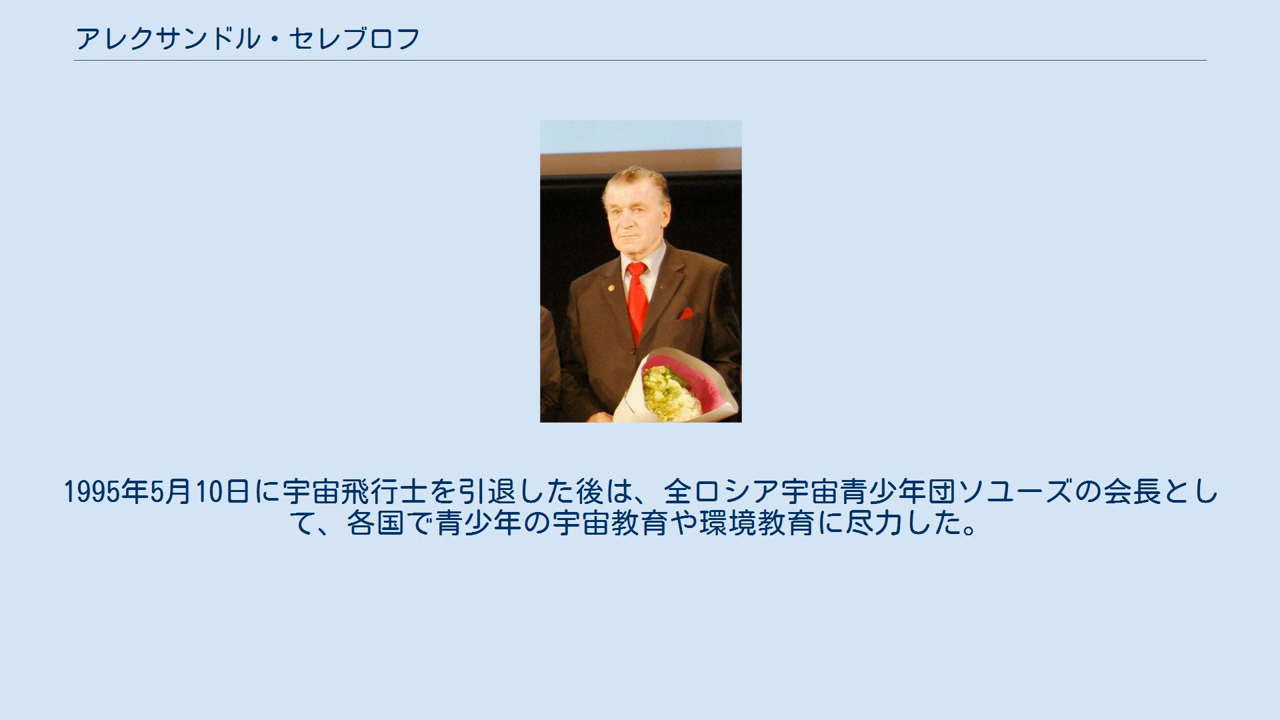 アレクサンドル・セレブロフ
1995年5月10日に宇宙飛行士を引退した後は、全ロシア宇宙青少年団ソユーズの会長とし
て、各国で青少年の宇宙教育や環境教育に尽力した。